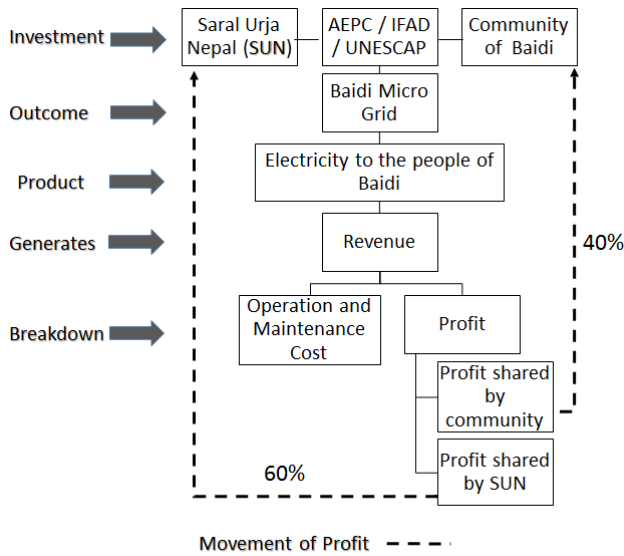 Investment
Saral Urja
Nepal (SUN)
AEPC / IFAD
/ UNESCAP
Community
of Baidi
Outcome
Baidi Micro
Grid
Product
Electricity to the people of
Baidi
Generates
Revenue
40%
Breakdown
Operation and
Maintenance
Cost
Profit
Profit shared
by
community
60%
Profit shared
by SUN
Movement of Profit